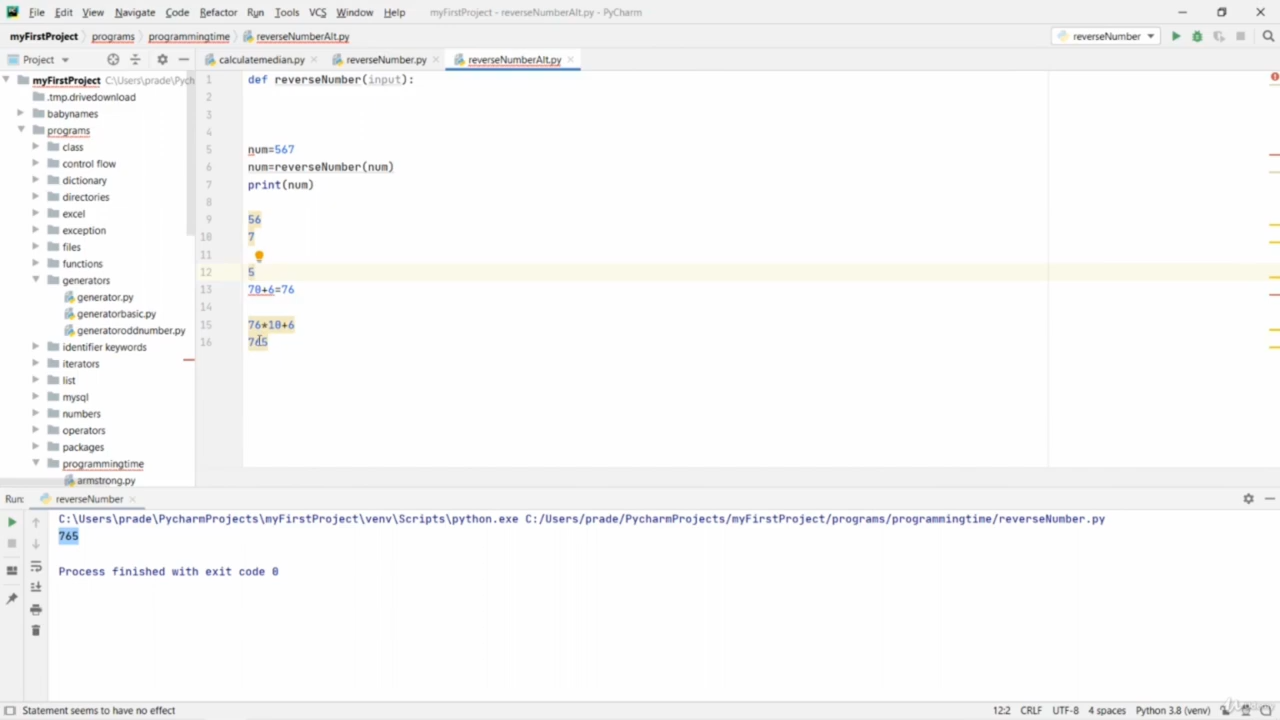 File Edit View Navigate Code Refactor Run Tools VCS Window Help myFirstProject - reverseNumberAlt.py - PyCharm
myFirstProject programs programmingtime reverseNumberAlt.py reverseNumber
Project calculatemedian.py reverseNumber.py reverseNumberAlt.py
myFirstProject C:\Users\prade\Pych
.tmp.drivedownload
babynames
programs
class
control flow
dictionary
directories
excel
exception
files
functions
generators
generator.py
generatorbasic.py
generatoroddnumber.py
identifier keywords
iterators
list
mysql
numbers
operators
packages
programmingtime
armstrong.py
1 def reverseNumber(input):
2
3
4
5 num=567
6 num=reverseNumber(num)
7 print(num)
8
9 56
10 7
11
12 5
13 70+6=76
14
15 76*10+6
16 765
Run: reverseNumber
C:\Users\prade\PycharmProjects\myFirstProject\venv\Scripts\python.exe C:/Users/prade/PycharmProjects/myFirstProject/programs/programmingtime/reverseNumber.py
765
Process finished with exit code 0
Statement seems to have no effect 12:2 CRLF UTF-8 4 spaces Python 3.8 (venv)